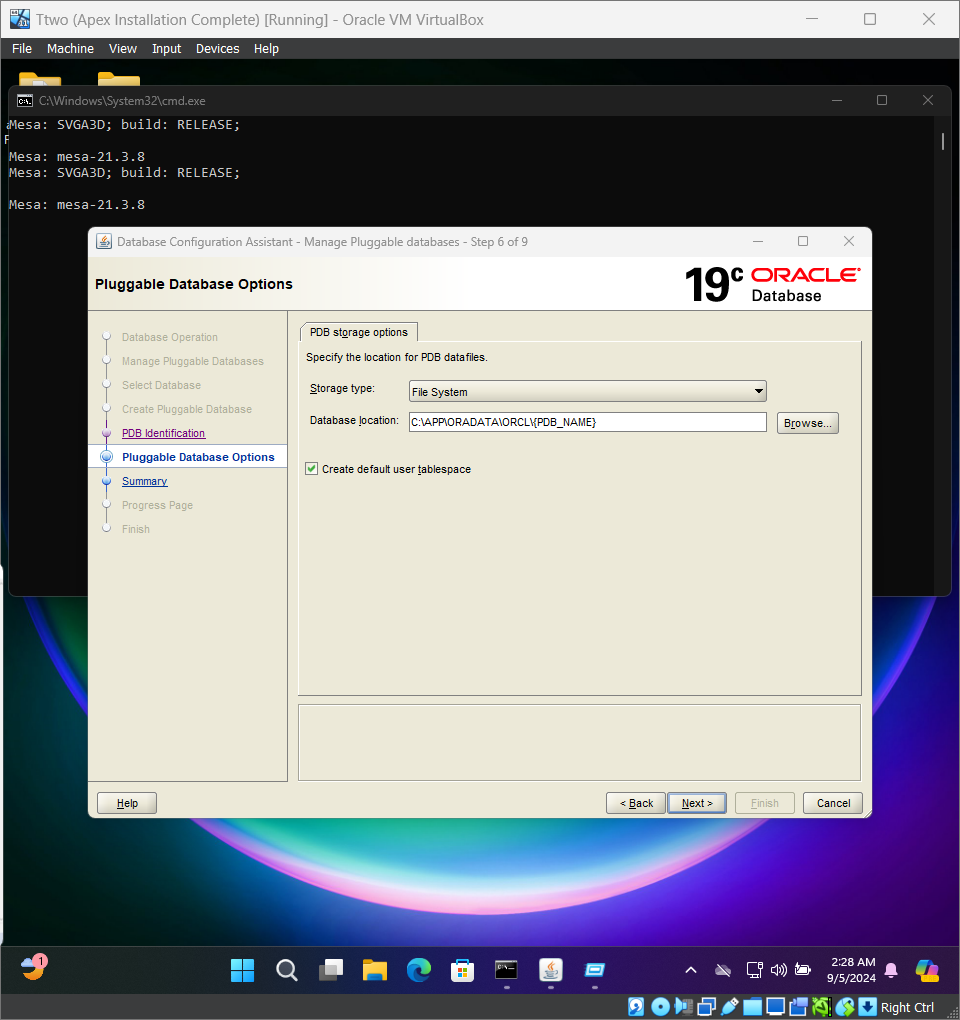 Ttwo (Apex Installation Complete) [Running] - Oracle VM VirtualBox
File Machine View Input Devices Help
C:\Windows\System32\cmd.exe
Mesa: SVGA3D; build: RELEASE;
Mesa: mesa-21.3.8
Mesa: SVGA3D; build: RELEASE;
Mesa: mesa-21.3.8
Database Configuration Assistant - Manage Pluggable databases - Step 6 of 9
Pluggable Database Options
19c ORACLE
Database
Database Operation
Manage Pluggable Databases
Select Database
Create Pluggable Database
PDB Identification
Pluggable Database Options
Summary
Progress Page
Finish
PDB storage options
Specify the location for PDB datafiles.
Storage type: File System
Database location: C:\APP\ORADATA\ORCL\{PDB_NAME} Browse...
Create default user tablespace
Help < Back Next > Finish Cancel
1
2:28 AM
9/5/2024
Right Ctrl